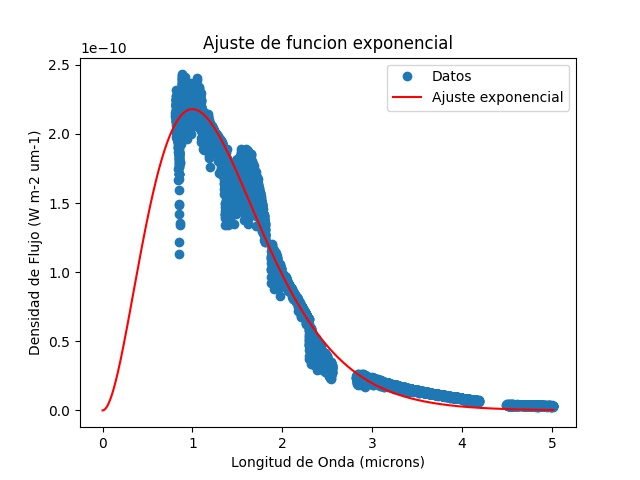 Ajuste de funcion exponencial
1e−10
Datos
Ajuste exponencial
2.5
2.0
1.5
1.0
0.5
0.0
Densidad de Flujo (W m-2 um-1)
0 1 2 3 4 5
Longitud de Onda (microns)